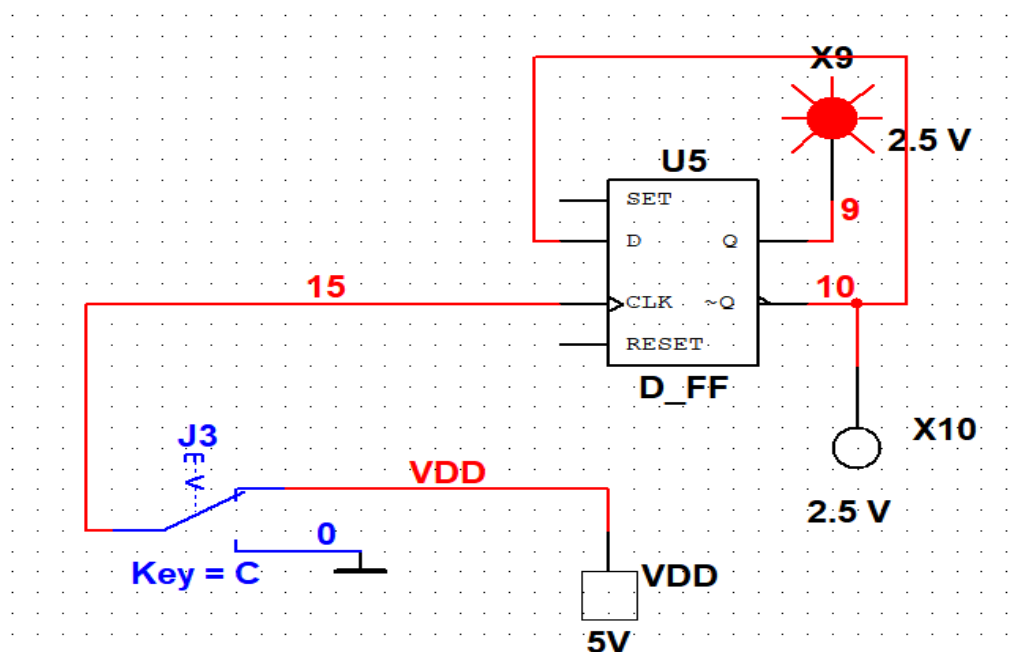 X9
2.5 V
U5
SET
9
D Q
15
10
CLK ~Q
RESET
D_FF
J3
X10
VDD
2.5 V
0
Key = C
VDD
5V